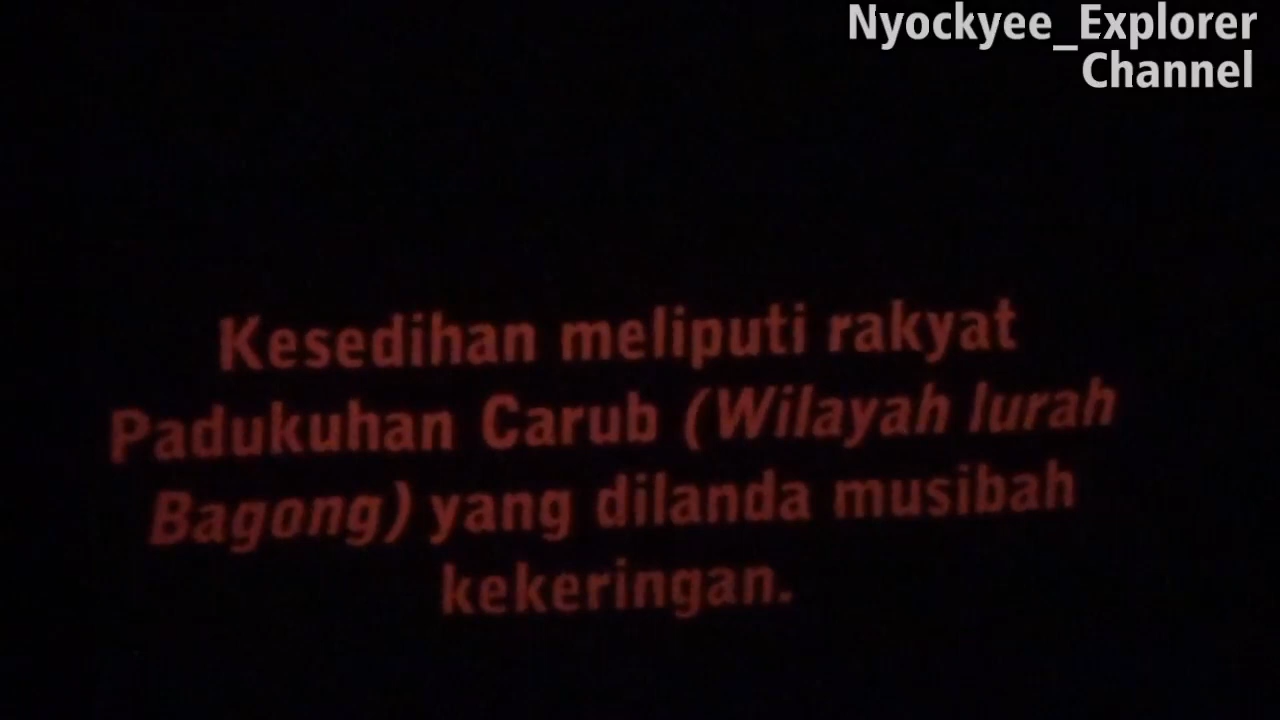 Nyockyee_Explorer
Channel
Kesedihan meliputi rakyat
Padukuhan Carub (Wilayah lurah
Bagong) yang dilanda musibah
kekeringan.